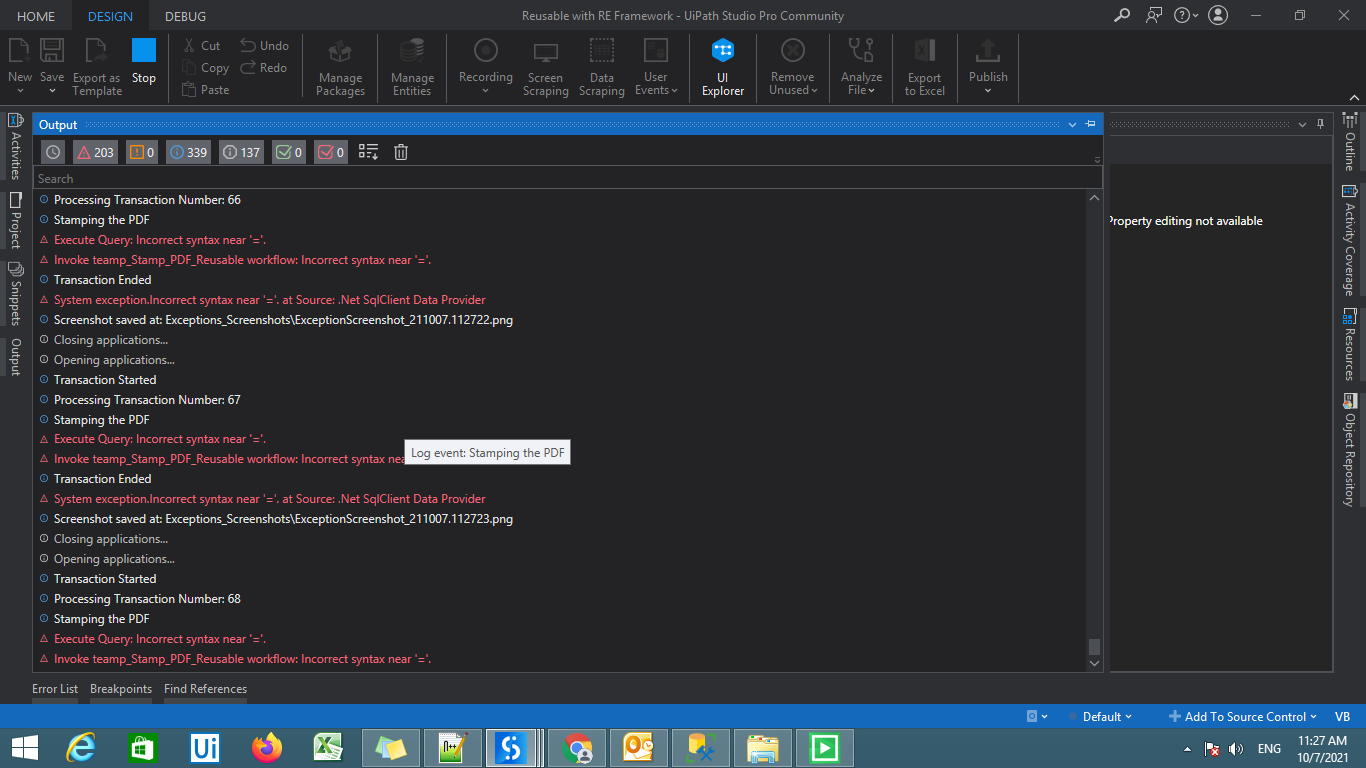 HOME DESIGN DEBUG Reusable with RE Framework - UiPath Studio Pro Community
New Save Export as Template Stop
Cut Undo
Copy Redo
Paste
Manage Packages Manage Entities Recording Screen Scraping Data Scraping User Events UI Explorer Remove Unused Analyze File Export to Excel Publish
Activities
Project
Snippets
Output
Output
203 0 339 137 0 0
Search
Processing Transaction Number: 66
Stamping the PDF
Execute Query: Incorrect syntax near '='.
Invoke teamp_Stamp_PDF_Reusable workflow: Incorrect syntax near '='.
Transaction Ended
System exception.Incorrect syntax near '='. at Source: .Net SqlClient Data Provider
Screenshot saved at: Exceptions_Screenshots\ExceptionScreenshot_211007.112722.png
Closing applications...
Opening applications...
Transaction Started
Processing Transaction Number: 67
Stamping the PDF
Execute Query: Incorrect syntax near '='.
Invoke teamp_Stamp_PDF_Reusable workflow: Incorrect syntax nea
Log event: Stamping the PDF
Transaction Ended
System exception.Incorrect syntax near '='. at Source: .Net SqlClient Data Provider
Screenshot saved at: Exceptions_Screenshots\ExceptionScreenshot_211007.112723.png
Closing applications...
Opening applications...
Transaction Started
Processing Transaction Number: 68
Stamping the PDF
Execute Query: Incorrect syntax near '='.
Invoke teamp_Stamp_PDF_Reusable workflow: Incorrect syntax near '='.
Property editing not available
Outline
Activity Coverage
Resources
Object Repository
Error List Breakpoints Find References
Default Add To Source Control VB
Ui N++ ENG 11:27 AM
10/7/2021